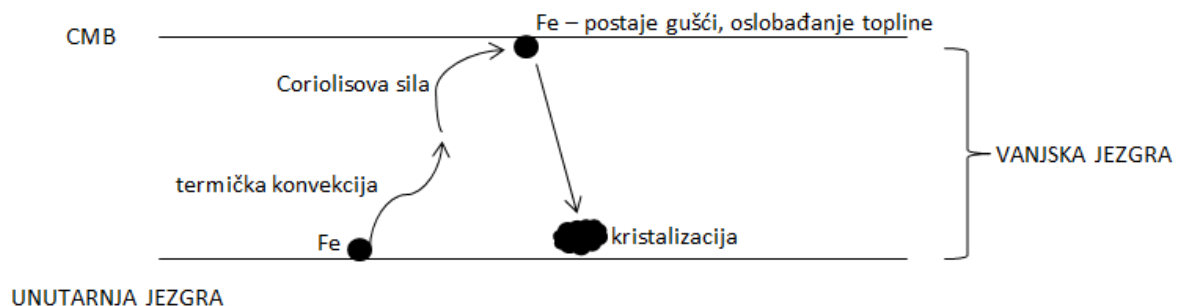 Fe – postaje gušći, oslobađanje topline
CMB
Coriolisova sila
VANJSKA JEZGRA
termička konvekcija
Fe
kristalizacija
UNUTARNJA JEZGRA